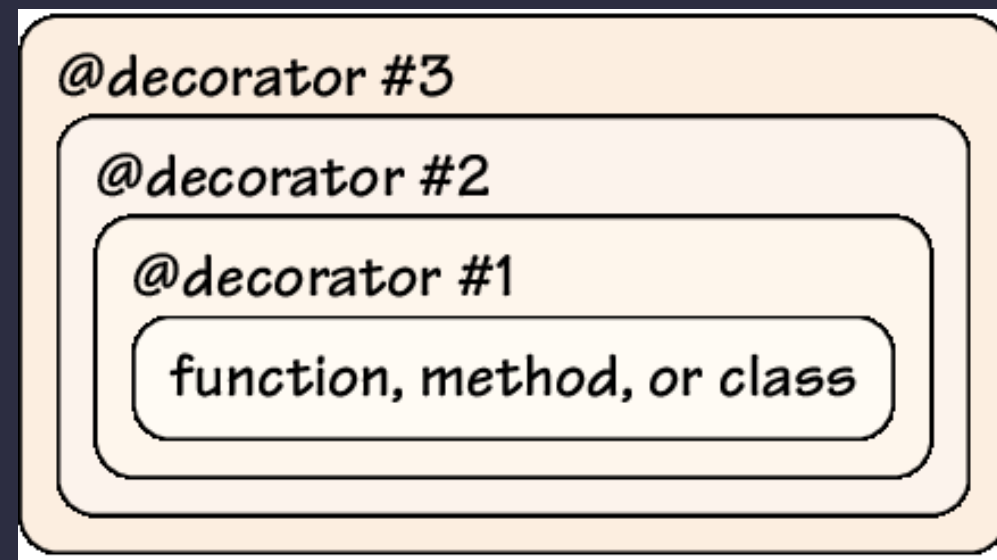 @decorator #3
@decorator #2
@decorator #1
function, method, or class